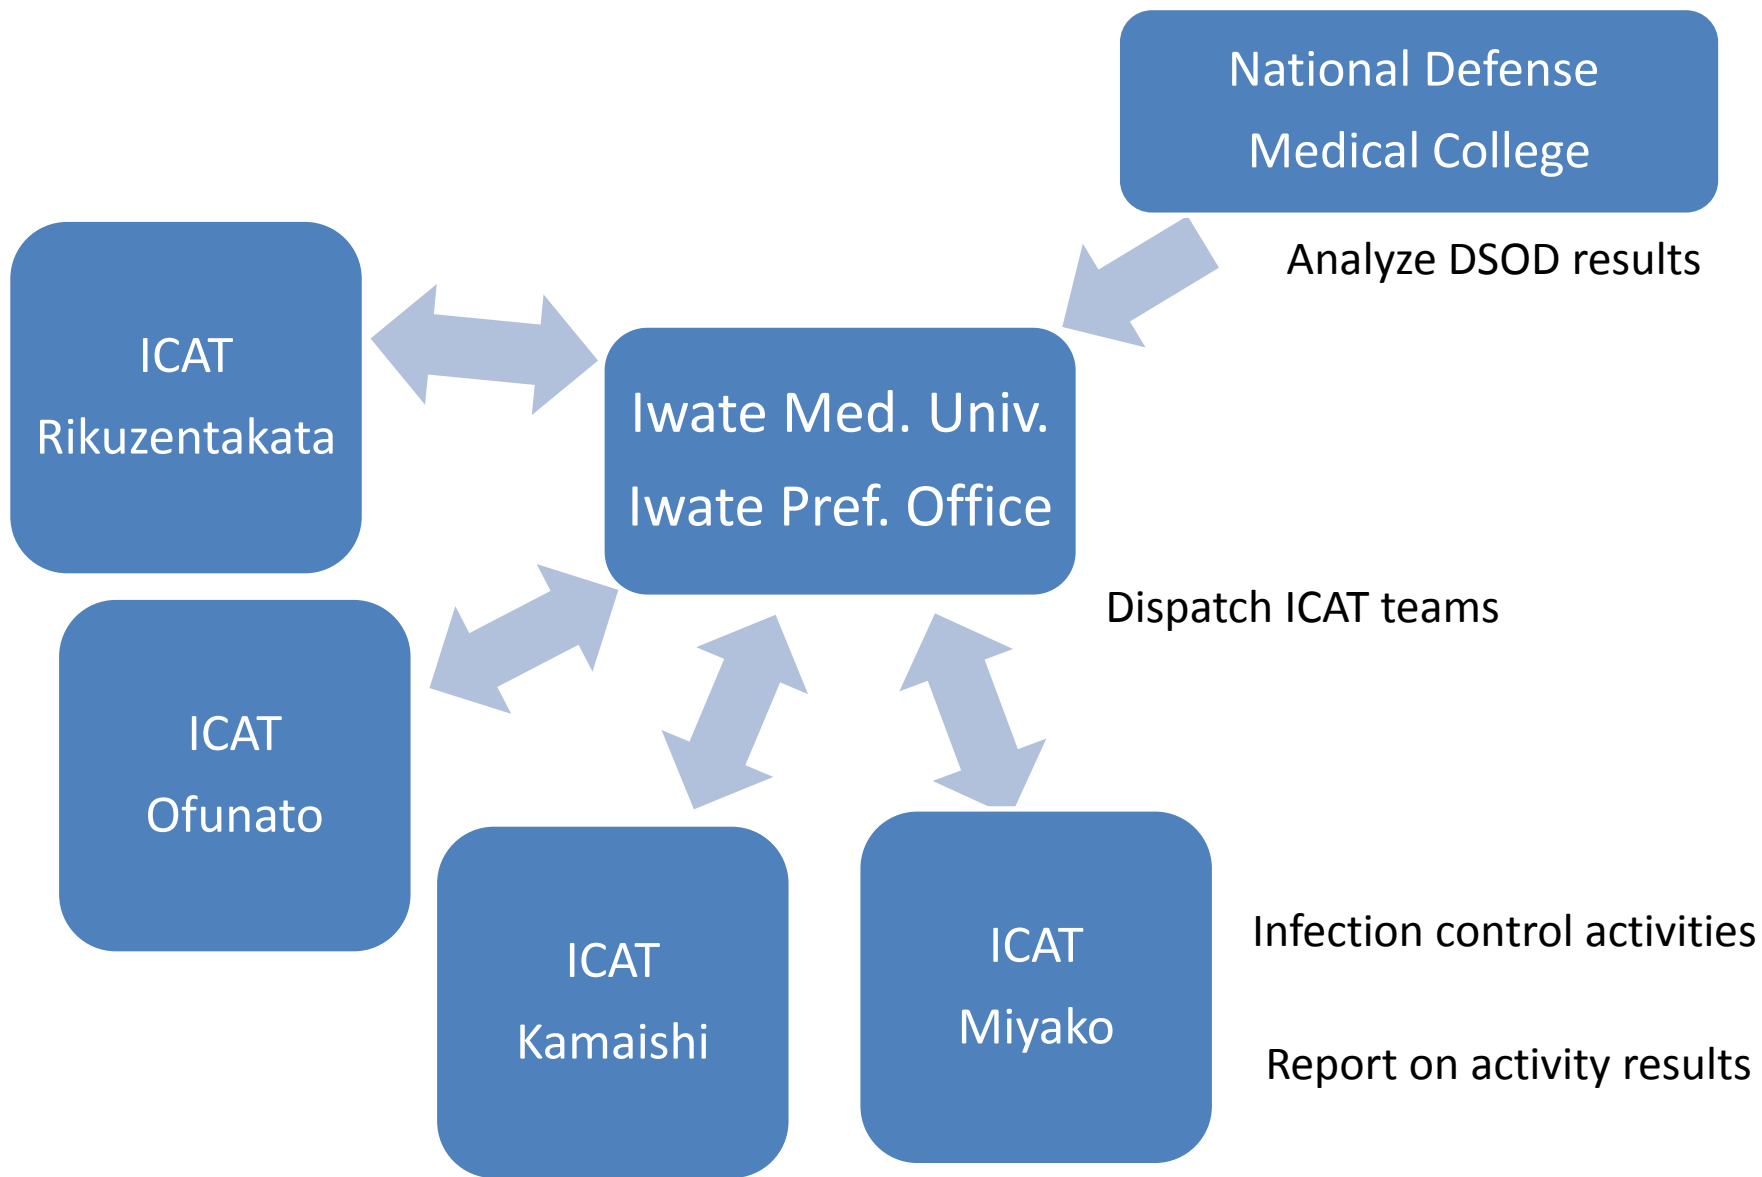 National Defense
Medical College
Analyze DSOD results
ICAT
Rikuzentakata
Iwate Med. Univ.
Iwate Pref. Office
Dispatch ICAT teams
ICAT
Ofunato
ICAT
Kamaishi
ICAT
Miyako
Infection control activities
Report on activity results